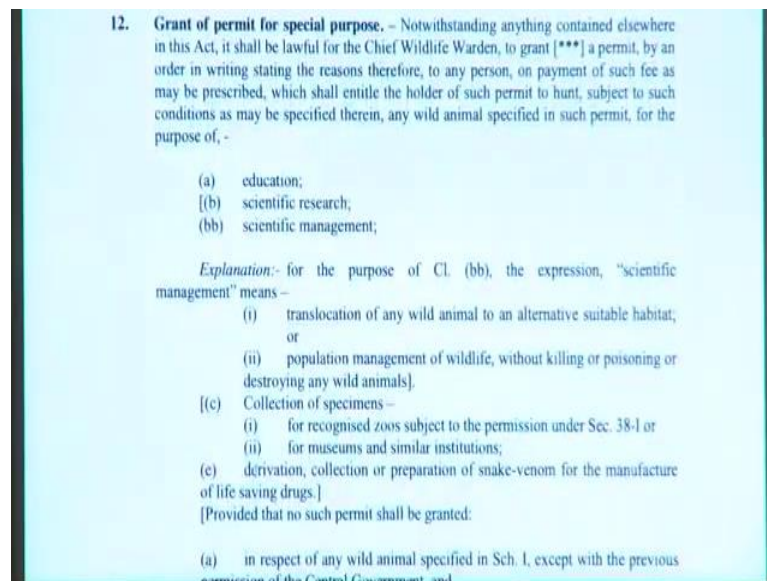 12. Grant of permit for special purpose. – Notwithstanding anything contained elsewhere
in this Act, it shall be lawful for the Chief Wildlife Warden, to grant [***] a permit, by an
order in writing stating the reasons therefore, to any person, on payment of such fee as
may be prescribed, which shall entitle the holder of such permit to hunt, subject to such
conditions as may be specified therein, any wild animal specified in such permit, for the
purpose of, -
(a) education;
[(b) scientific research;
(bb) scientific management;
Explanation:- for the purpose of Cl. (bb), the expression, "scientific
management" means –
(i) translocation of any wild animal to an alternative suitable habitat;
or
(ii) population management of wildlife, without killing or poisoning or
destroying any wild animals].
[(c) Collection of specimens –
(i) for recognised zoos subject to the permission under Sec. 38-I or
(ii) for museums and similar institutions;
(e) derivation, collection or preparation of snake-venom for the manufacture
of life saving drugs.]
[Provided that no such permit shall be granted:
(a) in respect of any wild animal specified in Sch. I, except with the previous
permission of the Central Government, and